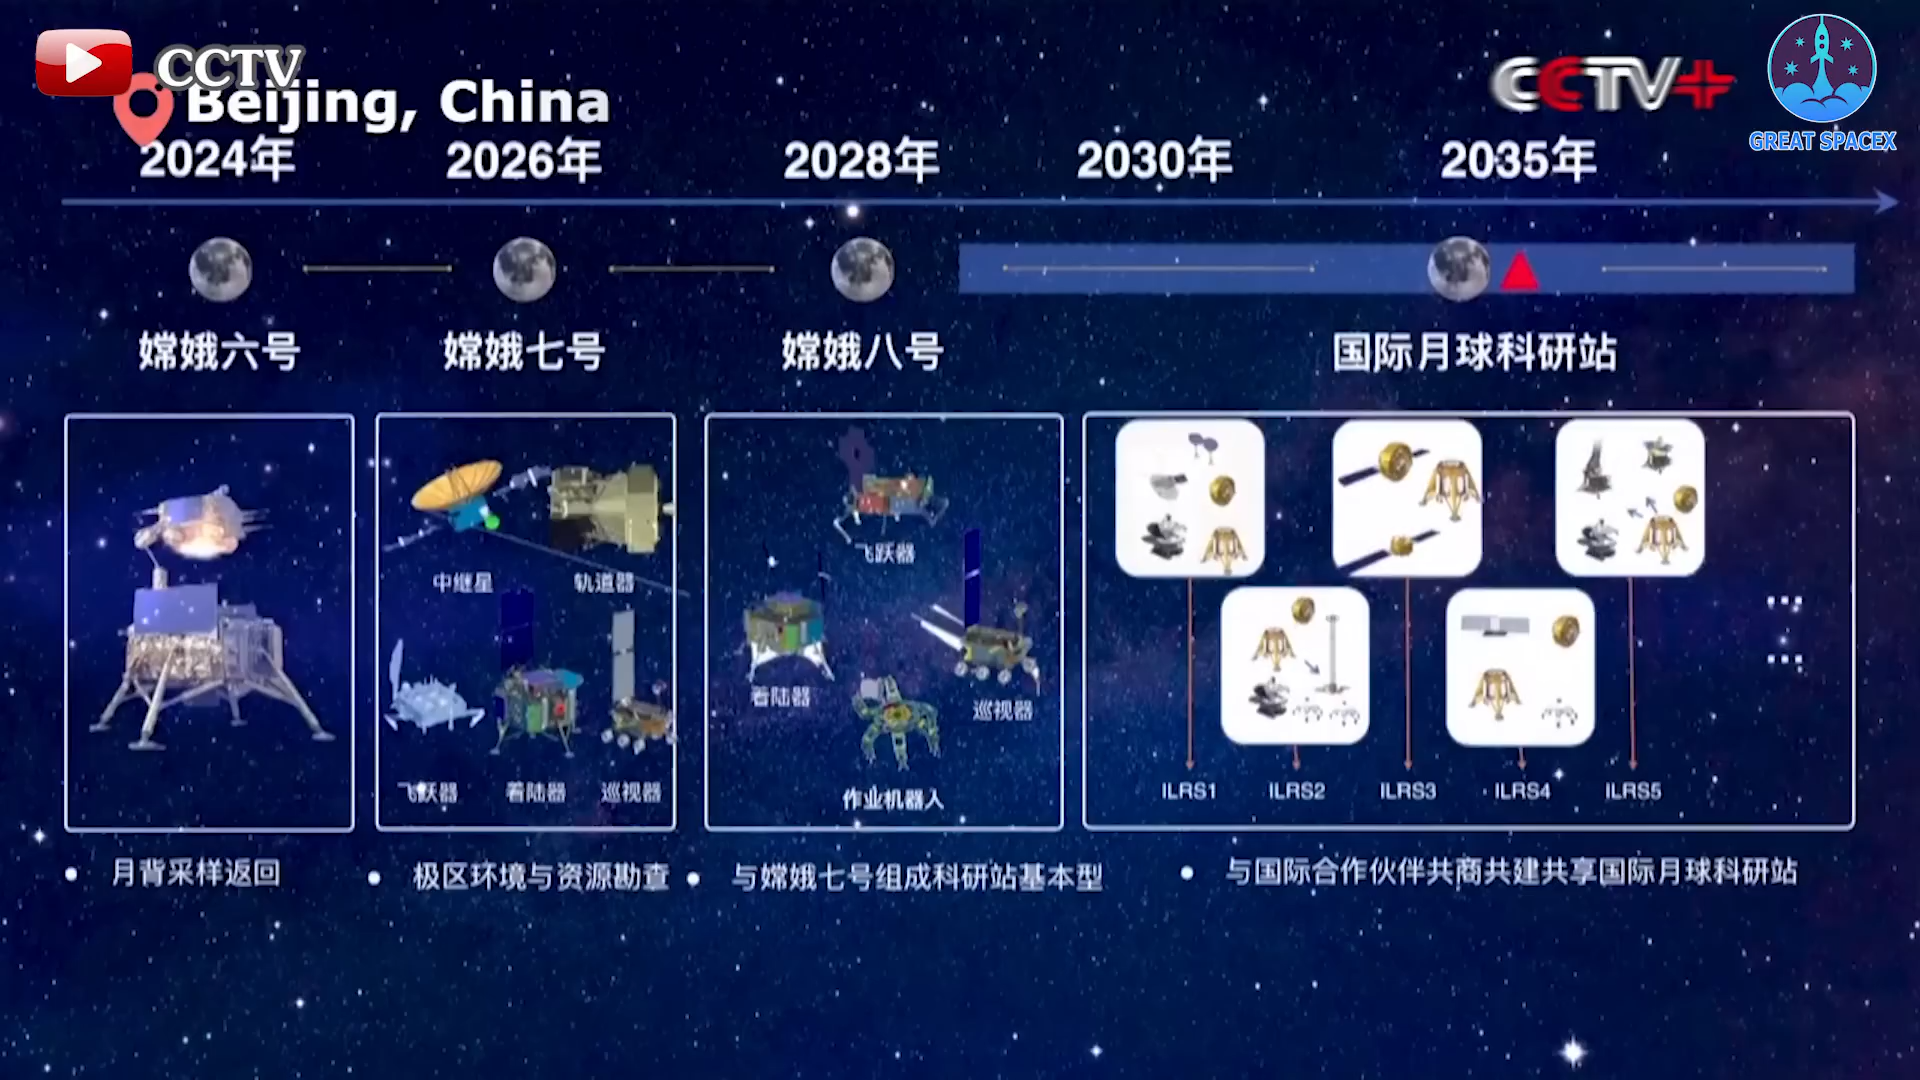 CCTV
Beijing, China
CCTV+
GREAT SPACEX
2024年
2026年
2028年
2030年
2035年
嫦娥六号
嫦娥七号
嫦娥八号
国际月球科研站
中继星
轨道器
飞跃器
着陆器
巡视器
飞跃器
着陆器
巡视器
作业机器人
ILRS1
ILRS2
ILRS3
ILRS4
ILRS5
月背采样返回
极区环境与资源勘查
与嫦娥七号组成科研站基本型
与国际合作伙伴共商共建共享国际月球科研站